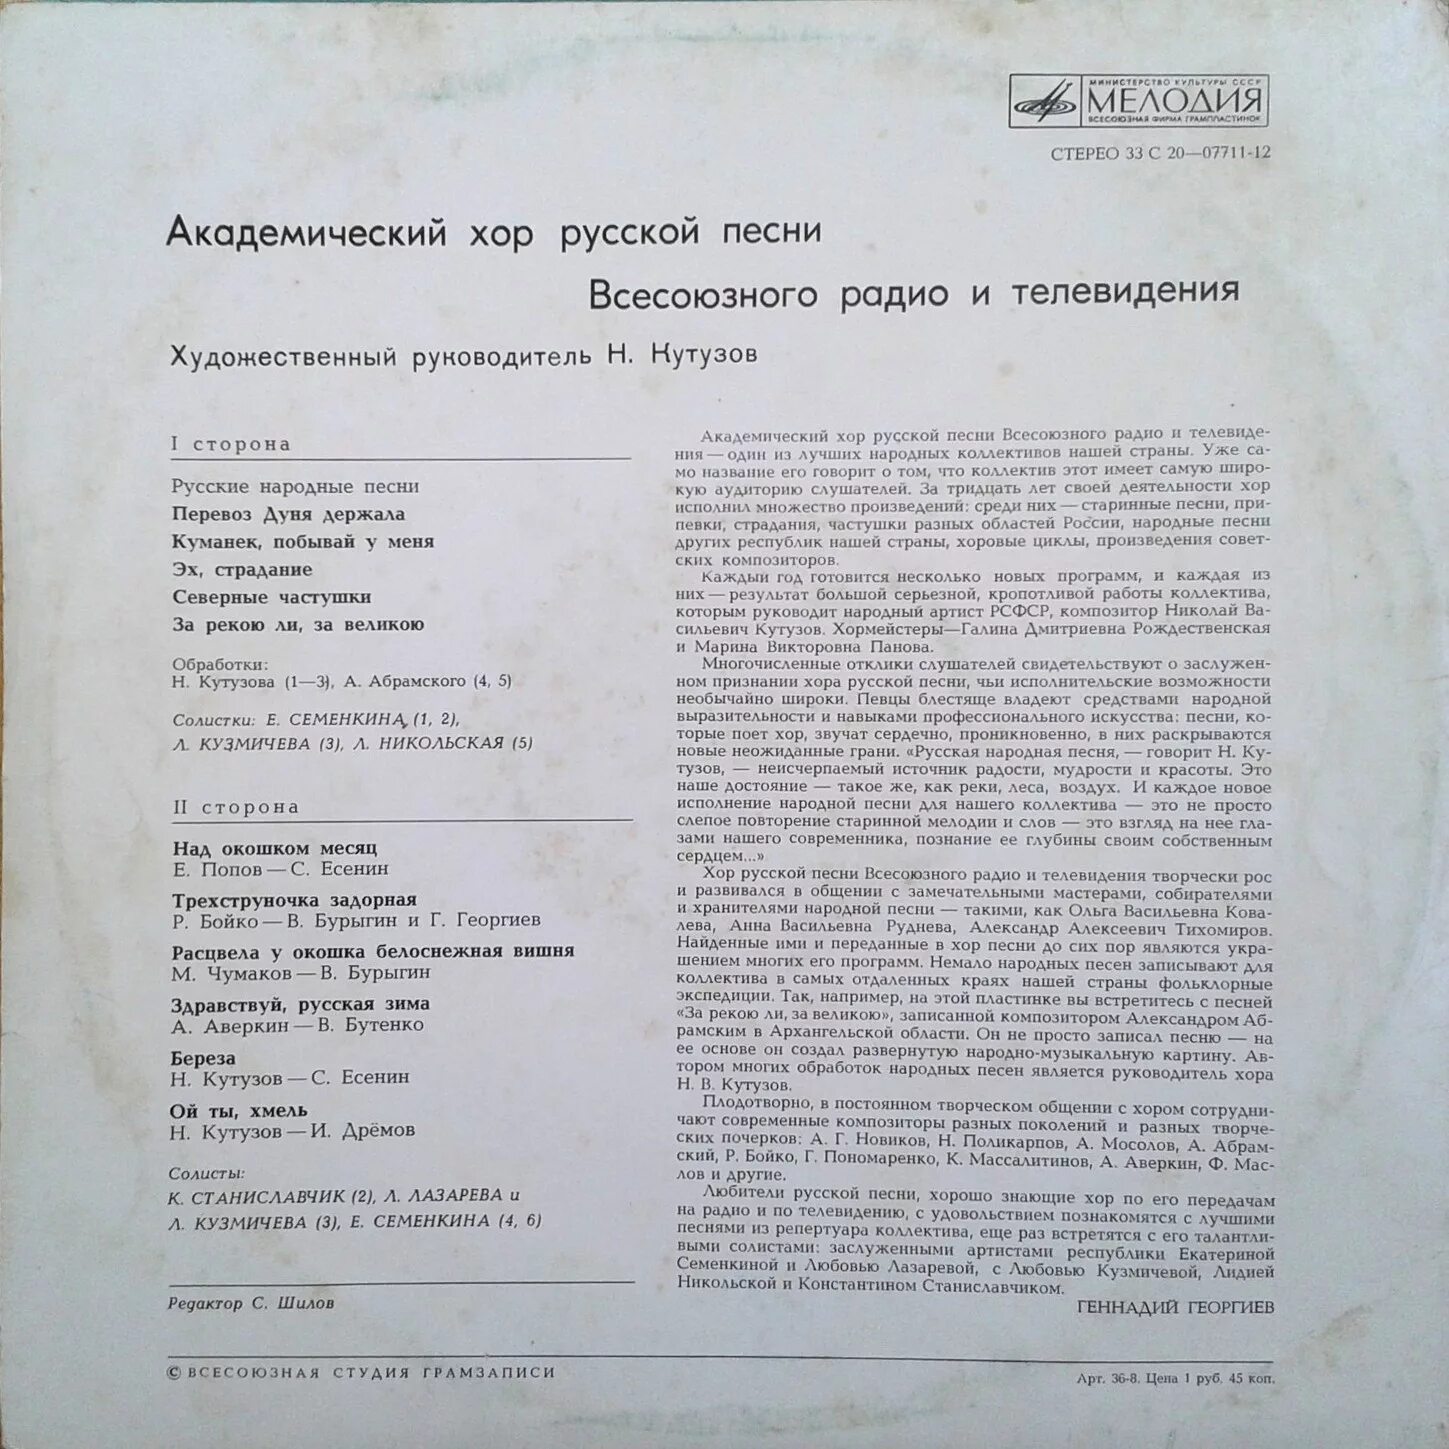 МИНИСТЕРСТВО КУЛЬТУРЫ СССР
МЕЛОДИЯ
ВСЕСОЮЗНАЯ ФИРМА ГРАМПЛАСТИНОК
СТЕРЕО 33 С 20—07711-12
Академический хор русской песни
Всесоюзного радио и телевидения
Художественный руководитель Н. Кутузов
I сторона
Русские народные песни
Перевоз Дуня держала
Куманек, побывай у меня
Эх, страдание
Северные частушки
За рекою ли, за великою
Обработки:
Н. Кутузова (1—3), А. Абрамского (4, 5)
Солистки: Е. СЕМЕНКИНА, (1, 2),
Л. КУЗМИЧЕВА (3), Л. НИКОЛЬСКАЯ (5)
II сторона
Над окошком месяц
Е. Попов — С. Есенин
Трехструночка задорная
Р. Бойко — В. Бурыгин и Г. Георгиев
Расцвела у окошка белоснежная вишня
М. Чумаков — В. Бурыгин
Здравствуй, русская зима
А. Аверкин — В. Бутенко
Береза
Н. Кутузов — С. Есенин
Ой ты, хмель
Н. Кутузов — И. Дрёмов
Солисты:
К. СТАНИСЛАВЧИК (2), Л. ЛАЗАРЕВА и
Л. КУЗМИЧЕВА (3), Е. СЕМЕНКИНА (4, 6)
Редактор С. Шилов
Академический хор русской песни Всесоюзного радио и телевиде-
ния — один из лучших народных коллективов нашей страны. Уже са-
мо название его говорит о том, что коллектив этот имеет самую широ-
кую аудиторию слушателей. За тридцать лет своей деятельности хор
исполнил множество произведений: среди них — старинные песни, при-
певки, страдания, частушки разных областей России, народные песни
других республик нашей страны, хоровые циклы, произведения совет-
ских композиторов.
Каждый год готовится несколько новых программ, и каждая из
них — результат большой серьезной, кропотливой работы коллектива,
которым руководит народный артист РСФСР, композитор Николай Ва-
сильевич Кутузов. Хормейстеры—Галина Дмитриевна Рождественская
и Марина Викторовна Панова.
Многочисленные отклики слушателей свидетельствуют о заслужен-
ном признании хора русской песни, чьи исполнительские возможности
необычайно широки. Певцы блестяще владеют средствами народной
выразительности и навыками профессионального искусства: песни, ко-
торые поет хор, звучат сердечно, проникновенно, в них раскрываются
новые неожиданные грани. «Русская народная песня, — говорит Н. Ку-
тузов, — неисчерпаемый источник радости, мудрости и красоты. Это
наше достояние — такое же, как реки, леса, воздух. И каждое новое
исполнение народной песни для нашего коллектива — это не просто
слепое повторение старинной мелодии и слов — это взгляд на нее гла-
зами нашего современника, познание ее глубины своим собственным
сердцем...»
Хор русской песни Всесоюзного радио и телевидения творчески рос
и развивался в общении с замечательными мастерами, собирателями
и хранителями народной песни — такими, как Ольга Васильевна Кова-
лева, Анна Васильевна Руднева, Александр Алексеевич Тихомиров.
Найденные ими и переданные в хор песни до сих пор являются укра-
шением многих его программ. Немало народных песен записывают для
коллектива в самых отдаленных краях нашей страны фольклорные
экспедиции. Так, например, на этой пластинке вы встретитесь с песней
«За рекою ли, за великою», записанной композитором Александром Аб-
рамским в Архангельской области. Он не просто записал песню — на
ее основе он создал развернутую народно-музыкальную картину. Ав-
тором многих обработок народных песен является руководитель хора
Н. В. Кутузов.
Плодотворно, в постоянном творческом общении с хором сотрудни-
чают современные композиторы разных поколений и разных творче-
ских почерков: А. Г. Новиков, Н. Поликарпов, А. Мосолов, А. Абрам-
ский, Р. Бойко, Г. Пономаренко, К. Массалитинов, А. Аверкин, Ф. Мас-
лов и другие.
Любители русской песни, хорошо знающие хор по его передачам
на радио и по телевидению, с удовольствием познакомятся с лучшими
песнями из репертуара коллектива, еще раз встретятся с его талантли-
выми солистами: заслуженными артистами республики Екатериной
Семенкиной и Любовью Лазаревой, с Любовью Кузмичевой, Лидией
Никольской и Константином Станиславчиком.
ГЕННАДИЙ ГЕОРГИЕВ
© ВСЕСОЮЗНАЯ СТУДИЯ ГРАМЗАПИСИ
Арт. 36-8. Цена 1 руб. 45 коп.